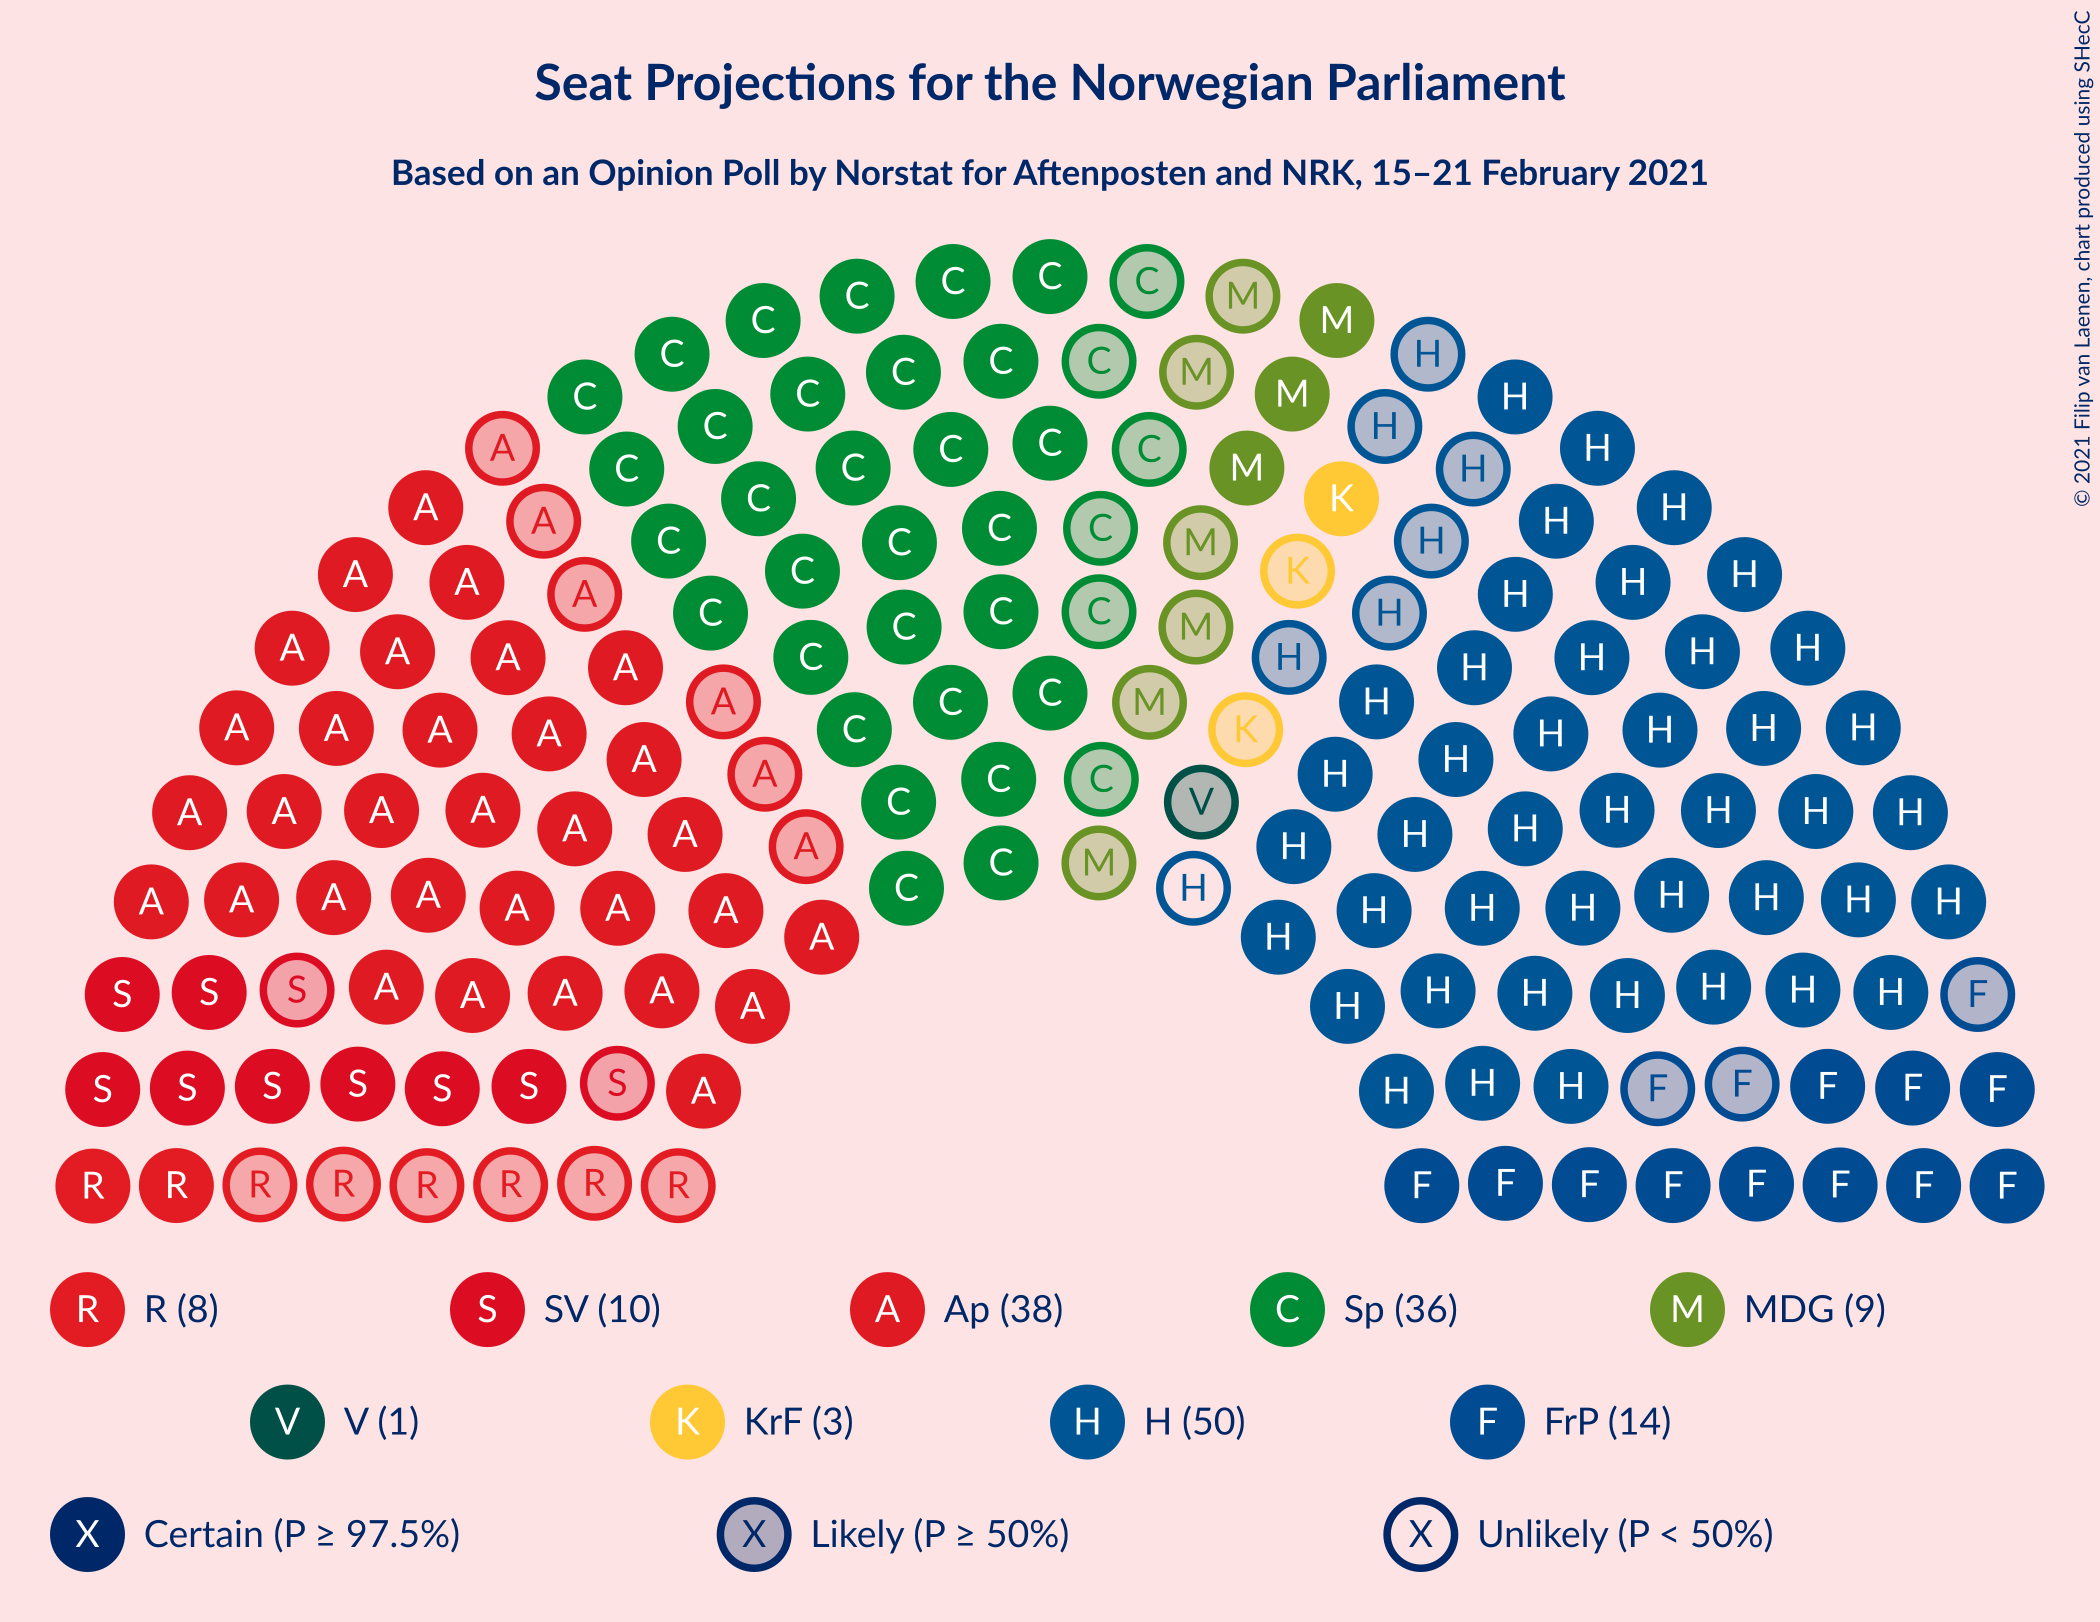 Seat Projections for the Norwegian Parliament
Based on an Opinion Poll by Norstat for Aftenposten and NRK, 15–21 February 2021
© 2021 Filip van Laenen, chart produced using SHecC
C C C C M M
C C C H H
C C C C M M
C C H H
A C C C C M H H
A C C M K H
A A C C C C M K H H
A A C C C M H H
A A C C C C M H H
A A A C C V K H H
A A A A A C C C H H H H H
A A A A A A A C C M H H H H H H H
S S S A A A A A H H H H H H H F
S S S S S S S A H H H F F F F F
R R R R R R R R F F F F F F F F
R R (8) S SV (10) A Ap (38) C Sp (36) M MDG (9)
V V (1) K KrF (3) H H (50) F FrP (14)
X Certain (P ≥ 97.5%) X Likely (P ≥ 50%) X Unlikely (P < 50%)